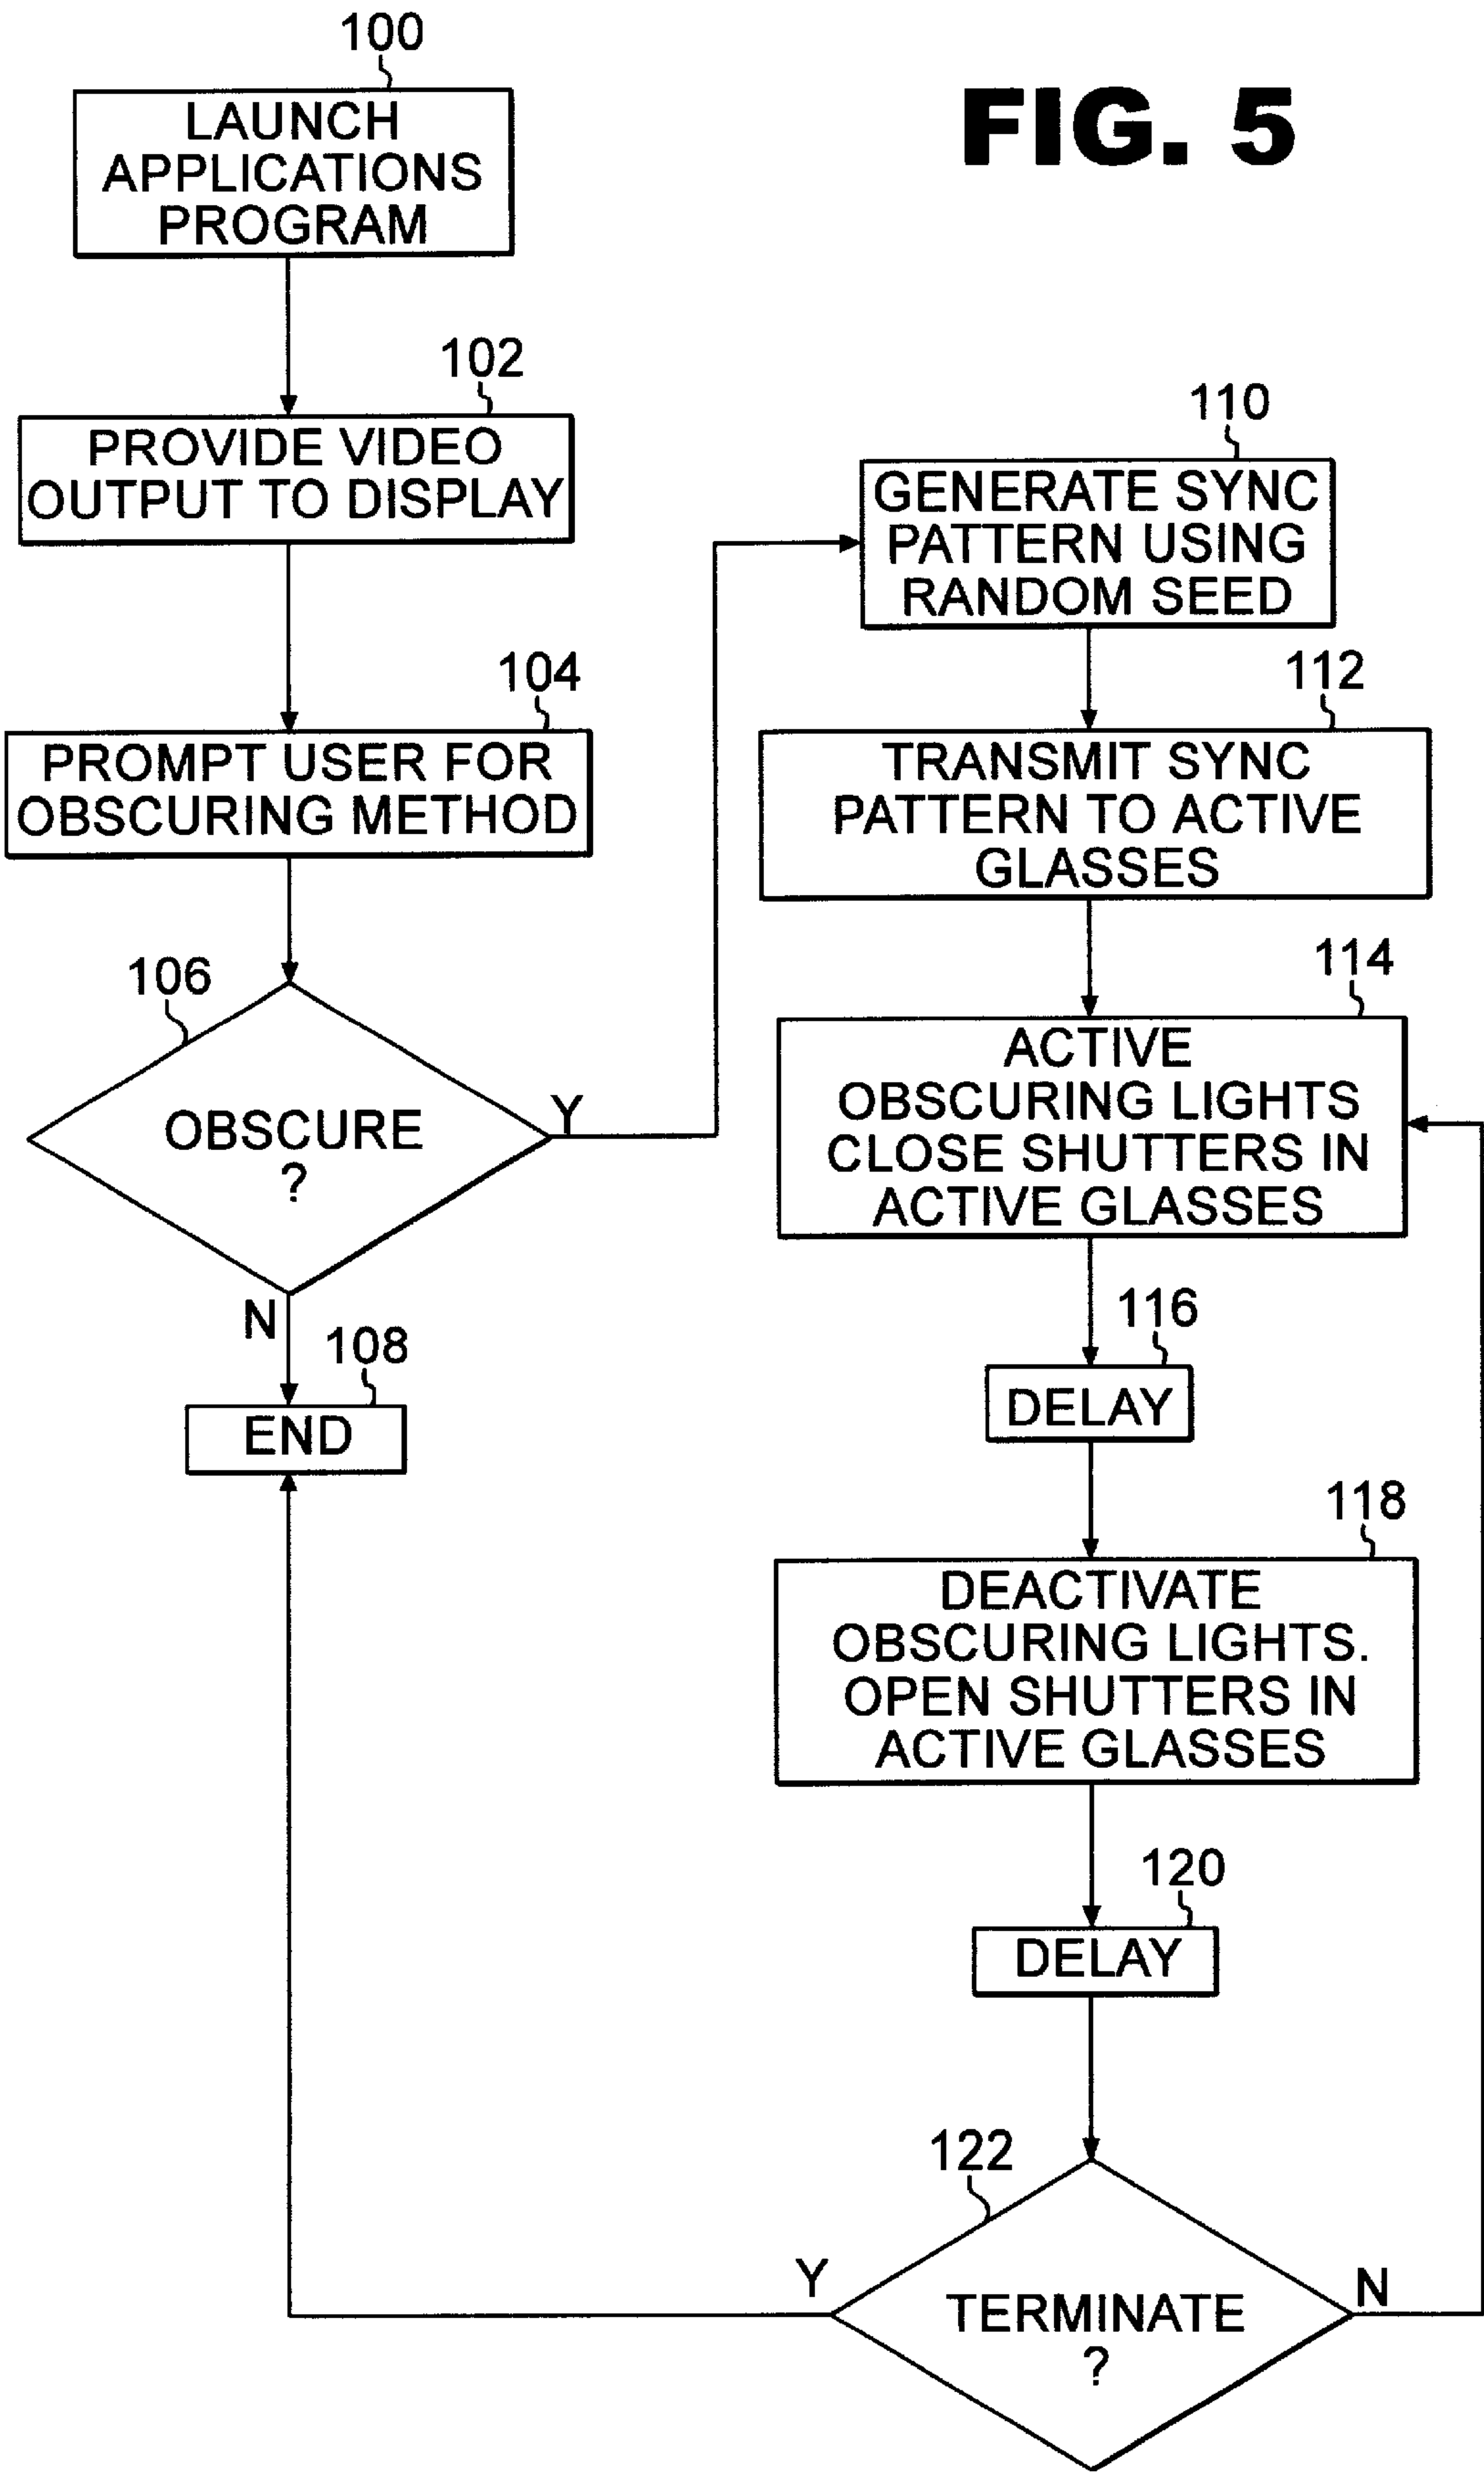 FIG. 5
100
LAUNCH
APPLICATIONS
PROGRAM
102
PROVIDE VIDEO
OUTPUT TO DISPLAY
104
PROMPT USER FOR
OBSCURING METHOD
106
OBSCURE
?
Y
N
108
END
110
GENERATE SYNC
PATTERN USING
RANDOM SEED
112
TRANSMIT SYNC
PATTERN TO ACTIVE
GLASSES
114
ACTIVE
OBSCURING LIGHTS
CLOSE SHUTTERS IN
ACTIVE GLASSES
116
DELAY
118
DEACTIVATE
OBSCURING LIGHTS.
OPEN SHUTTERS IN
ACTIVE GLASSES
120
DELAY
122
TERMINATE
?
Y
N